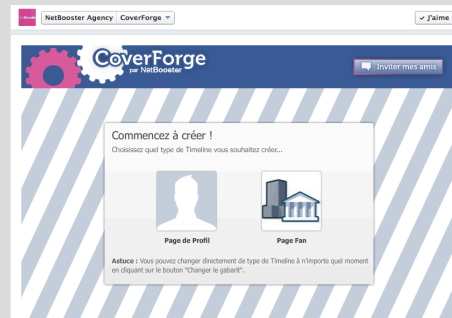 NetBooster Agency CoverForge
J'aime
CoverForge
par NetBooster
Inviter mes amis
Commencez à créer !
Choisissez quel type de Timeline vous souhaitez créer...
Page de Profil
Page Fan
Astuce : Vous pouvez changer directement de type de Timeline à n'importe quel moment
en cliquant sur le bouton "Changer le gabarit".